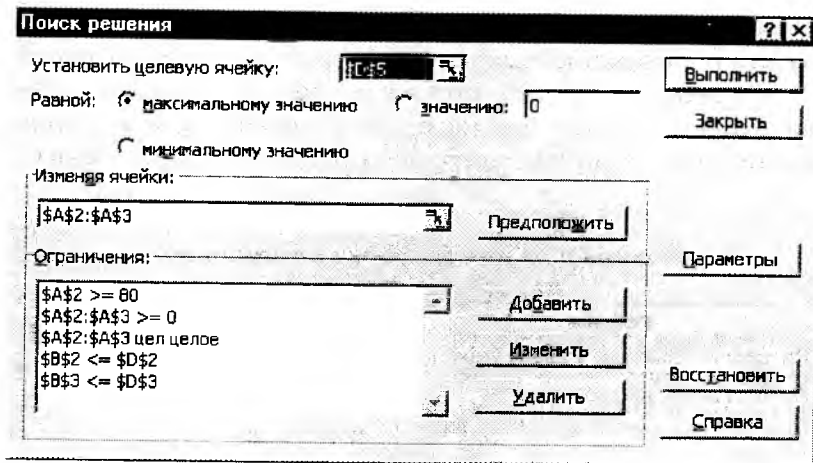 Поиск решения
Установить целевую ячейку:
Равной:
максимальному значению
значению: 0
минимальному значению
Изменяя ячейки:
$A$2:$A$3
Предположить
Ограничения:
$A$2 >= 80
$A$2:$A$3 >= 0
$A$2:$A$3 цел целое
$B$2 <= $D$2
$B$3 <= $D$3
Добавить
Изменить
Удалить
Выполнить
Закрыть
Параметры
Восстановить
Справка